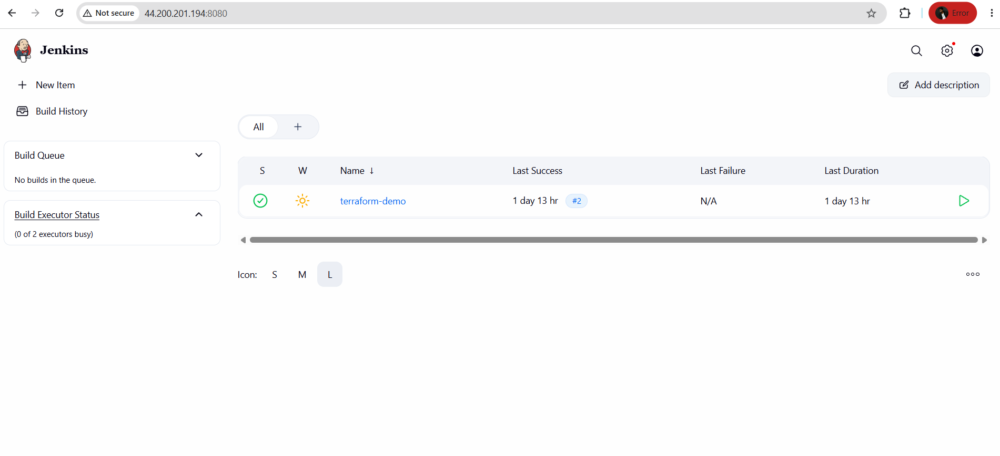 Not secure 44.200.201.194:8080 Error
Jenkins
New Item
Add description
Build History
All +
Build Queue
No builds in the queue.
Build Executor Status
(0 of 2 executors busy)
S W Name ↓ Last Success Last Failure Last Duration
terraform-demo 1 day 13 hr #2 N/A 1 day 13 hr
Icon: S M L